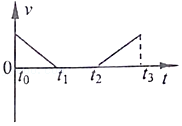 v
0
t₀ t₁ t₂ t₃ t